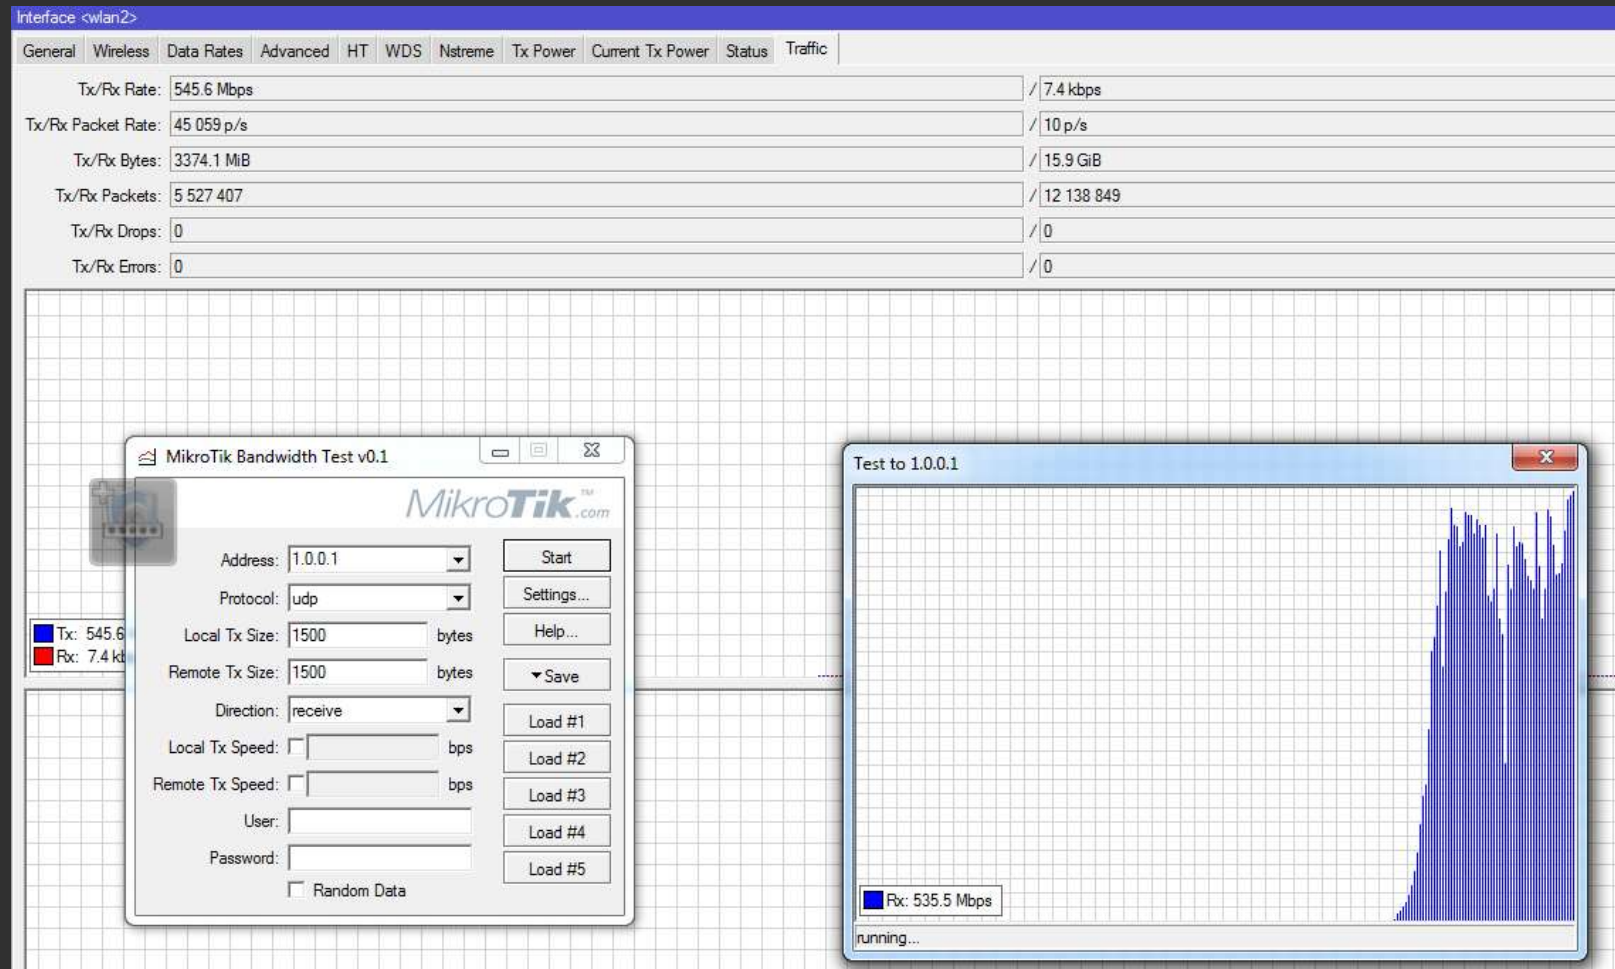 Interface <wlan2>
General Wireless Data Rates Advanced HT WDS Nstreme Tx Power Current Tx Power Status Traffic
Tx/Rx Rate: 545.6 Mbps / 7.4 kbps
Tx/Rx Packet Rate: 45 059 p/s / 10 p/s
Tx/Rx Bytes: 3374.1 MiB / 15.9 GiB
Tx/Rx Packets: 5 527 407 / 12 138 849
Tx/Rx Drops: 0 / 0
Tx/Rx Errors: 0 / 0
Tx: 545.6
Rx: 7.4 kb
MikroTik Bandwidth Test v0.1
MikroTik™.com
Address: 1.0.0.1 Start
Protocol: udp Settings...
Local Tx Size: 1500 bytes Help...
Remote Tx Size: 1500 bytes Save
Direction: receive Load #1
Local Tx Speed: bps Load #2
Remote Tx Speed: bps Load #3
User: Load #4
Password: Load #5
Random Data
Test to 1.0.0.1
Rx: 535.5 Mbps
running...